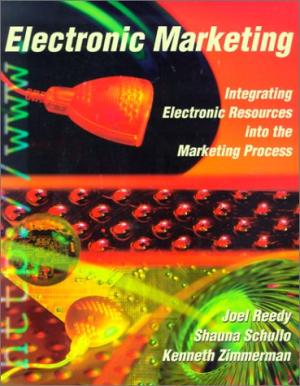 Electronic Marketing
Integrating
Electronic Resources
into the
Marketing Process
http://www
Joel Reedy
Shauna Schullo
Kenneth Zimmerman